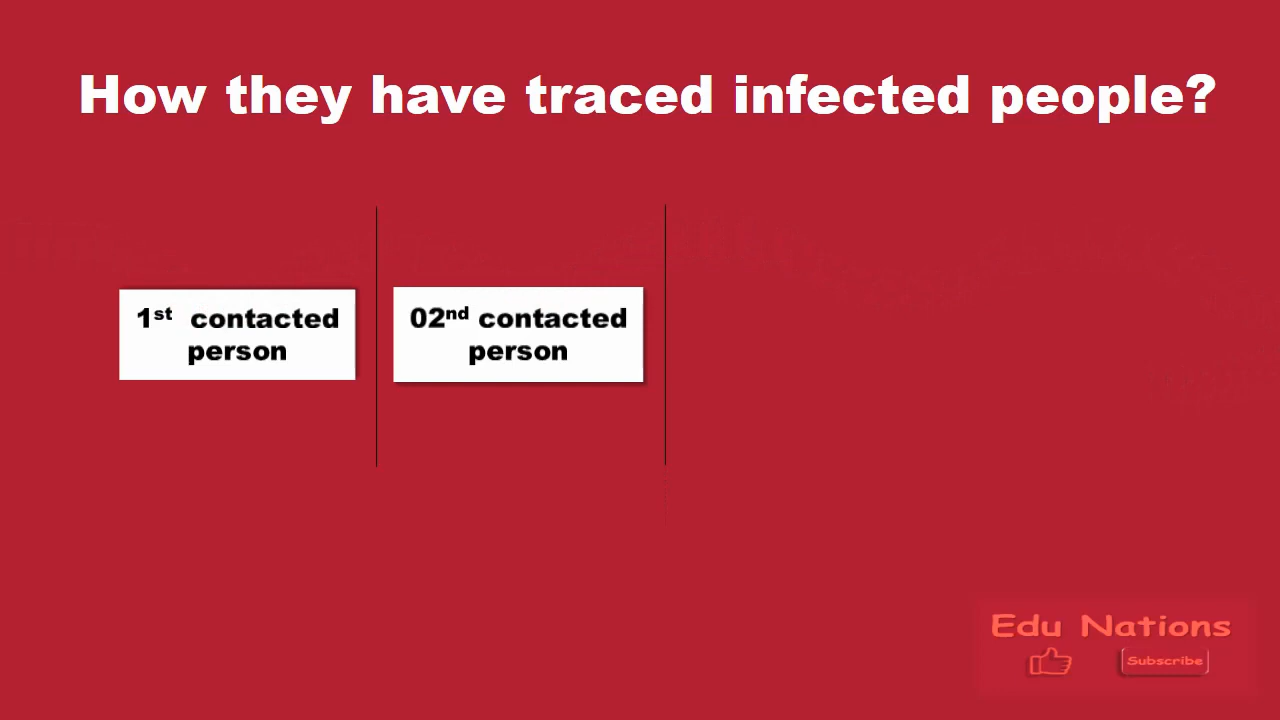 How they have traced infected people?
1st contacted
person
02nd contacted
person
Edu Nations
Subscribe